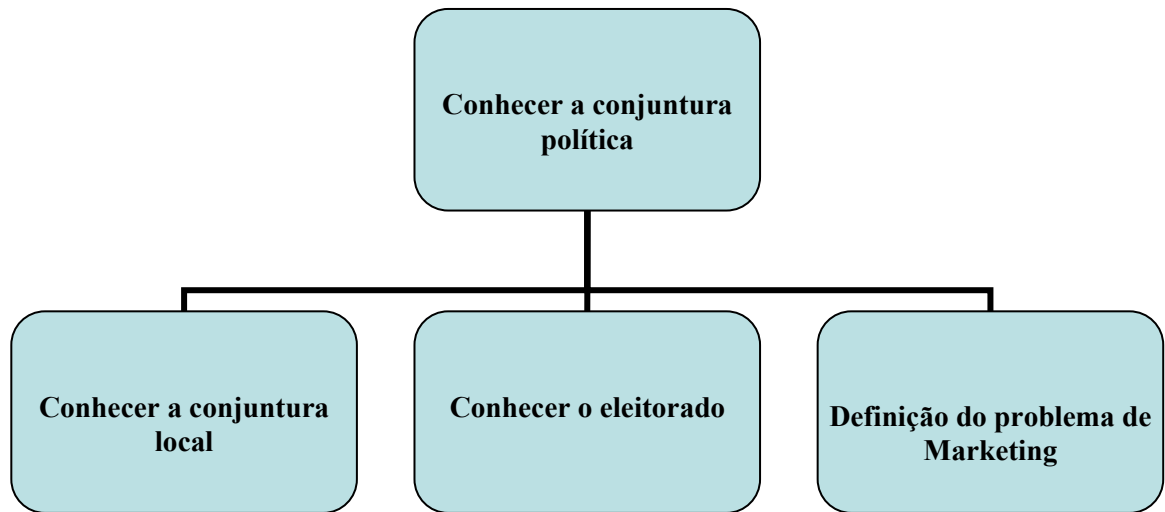 Conhecer a conjuntura
política
Conhecer a conjuntura
local
Conhecer o eleitorado
Definição do problema de
Marketing